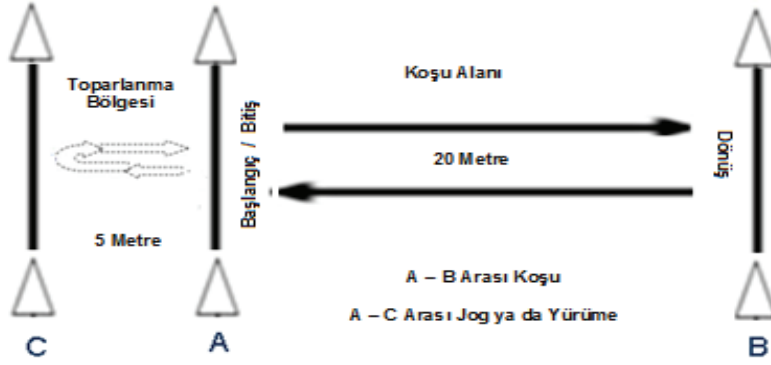 Toparlanma
Bölgesi
5 Metre
Başlangıç / Bitiş
Koşu Alanı
20 Metre
Dönüş
A – B Arası Koşu
A – C Arası Jog ya da Yürüme
C
A
B